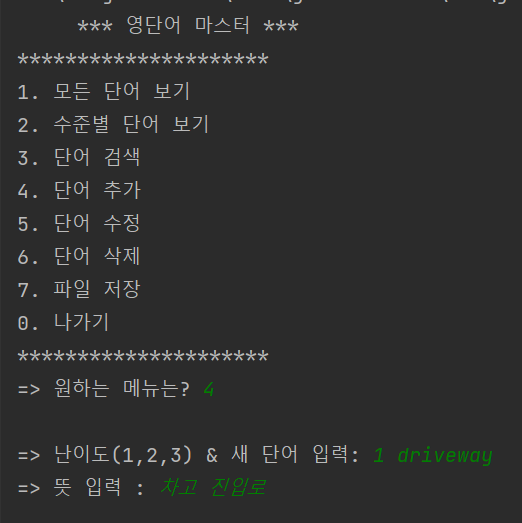 *** 영단어 마스터 ***
*********************
1. 모든 단어 보기
2. 수준별 단어 보기
3. 단어 검색
4. 단어 추가
5. 단어 수정
6. 단어 삭제
7. 파일 저장
0. 나가기
*********************
=> 원하는 메뉴는? 4
=> 난이도(1,2,3) & 새 단어 입력: 1 driveway
=> 뜻 입력 : 차고 진입로